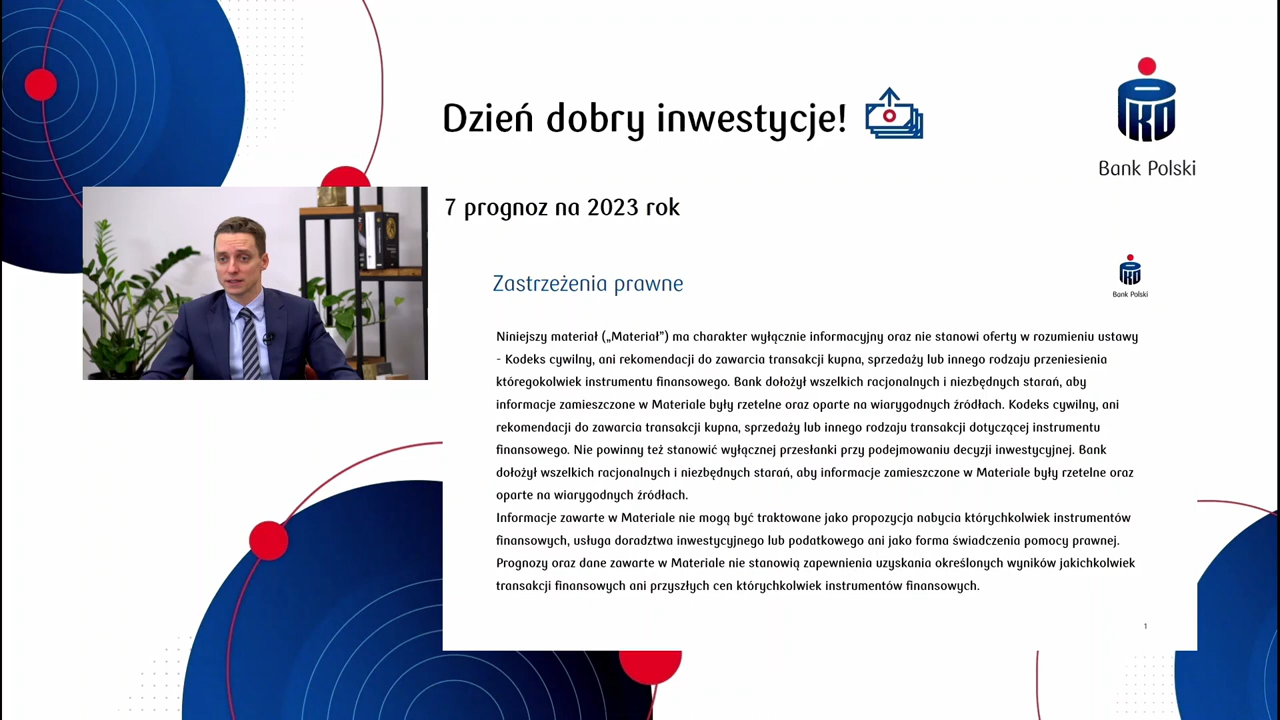 Dzień dobry inwestycje!
PKO
Bank Polski
7 prognoz na 2023 rok
Zastrzeżenia prawne
PKO
Bank Polski
Niniejszy materiał („Materiał”) ma charakter wyłącznie informacyjny oraz nie stanowi oferty w rozumieniu ustawy
- Kodeks cywilny, ani rekomendacji do zawarcia transakcji kupna, sprzedaży lub innego rodzaju przeniesienia
któregokolwiek instrumentu finansowego. Bank dołożył wszelkich racjonalnych i niezbędnych starań, aby
informacje zamieszczone w Materiale były rzetelne oraz oparte na wiarygodnych źródłach. Kodeks cywilny, ani
rekomendacji do zawarcia transakcji kupna, sprzedaży lub innego rodzaju transakcji dotyczącej instrumentu
finansowego. Nie powinny też stanowić wyłącznej przesłanki przy podejmowaniu decyzji inwestycyjnej. Bank
dołożył wszelkich racjonalnych i niezbędnych starań, aby informacje zamieszczone w Materiale były rzetelne oraz
oparte na wiarygodnych źródłach.
Informacje zawarte w Materiale nie mogą być traktowane jako propozycja nabycia którychkolwiek instrumentów
finansowych, usługa doradztwa inwestycyjnego lub podatkowego ani jako forma świadczenia pomocy prawnej.
Prognozy oraz dane zawarte w Materiale nie stanowią zapewnienia uzyskania określonych wyników jakichkolwiek
transakcji finansowych ani przyszłych cen którychkolwiek instrumentów finansowych.
1